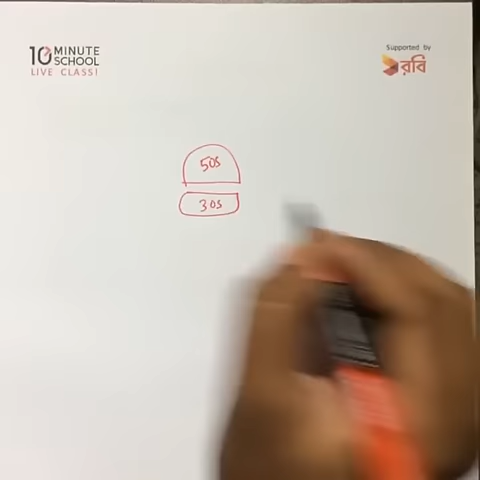 10 MINUTE SCHOOL
LIVE CLASS!
Supported by
রবি
50S
30S